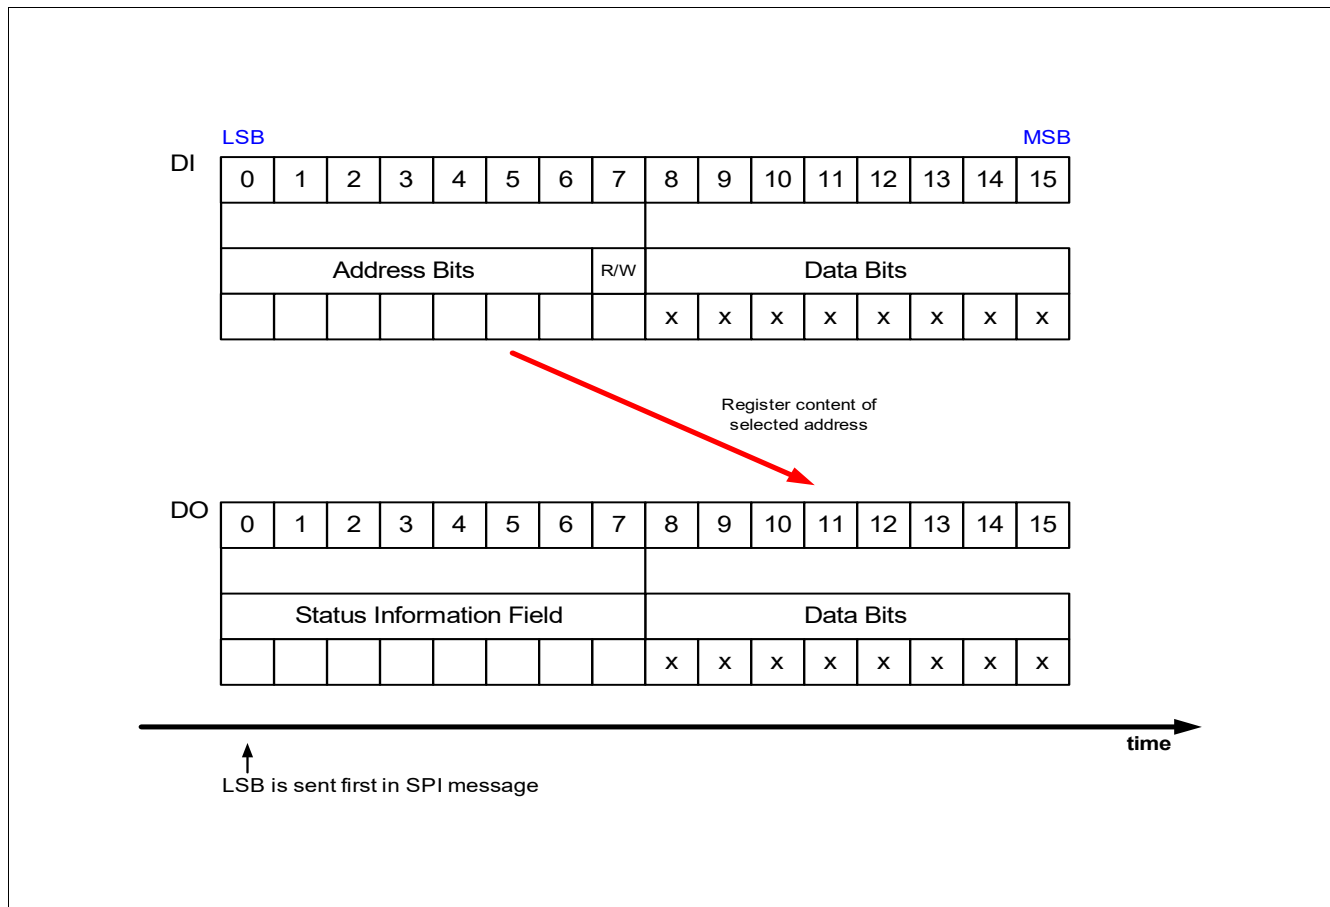 LSB MSB
DI 0 1 2 3 4 5 6 7 8 9 10 11 12 13 14 15
Address Bits R/W Data Bits
x x x x x x x x
Register content of
selected address
DO 0 1 2 3 4 5 6 7 8 9 10 11 12 13 14 15
Status Information Field Data Bits
x x x x x x x x
time
LSB is sent first in SPI message